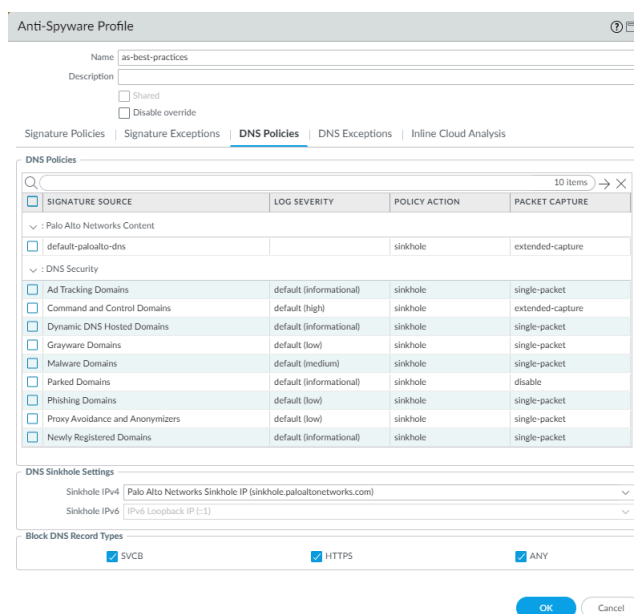 Anti-Spyware Profile
Name as-best-practices
Description
Shared
Disable override
Signature Policies | Signature Exceptions | DNS Policies | DNS Exceptions | Inline Cloud Analysis
DNS Policies
10 items
SIGNATURE SOURCE LOG SEVERITY POLICY ACTION PACKET CAPTURE
: Palo Alto Networks Content
default-paloalto-dns sinkhole extended-capture
: DNS Security
Ad Tracking Domains default (informational) sinkhole single-packet
Command and Control Domains default (high) sinkhole extended-capture
Dynamic DNS Hosted Domains default (informational) sinkhole single-packet
Grayware Domains default (low) sinkhole single-packet
Malware Domains default (medium) sinkhole single-packet
Parked Domains default (informational) sinkhole disable
Phishing Domains default (low) sinkhole single-packet
Proxy Avoidance and Anonymizers default (low) sinkhole single-packet
Newly Registered Domains default (informational) sinkhole single-packet
DNS Sinkhole Settings
Sinkhole IPv4 Palo Alto Networks Sinkhole IP (sinkhole.paloaltonetworks.com)
Sinkhole IPv6 IPv6 Loopback IP (::1)
Block DNS Record Types
SVCB HTTPS ANY
OK Cancel